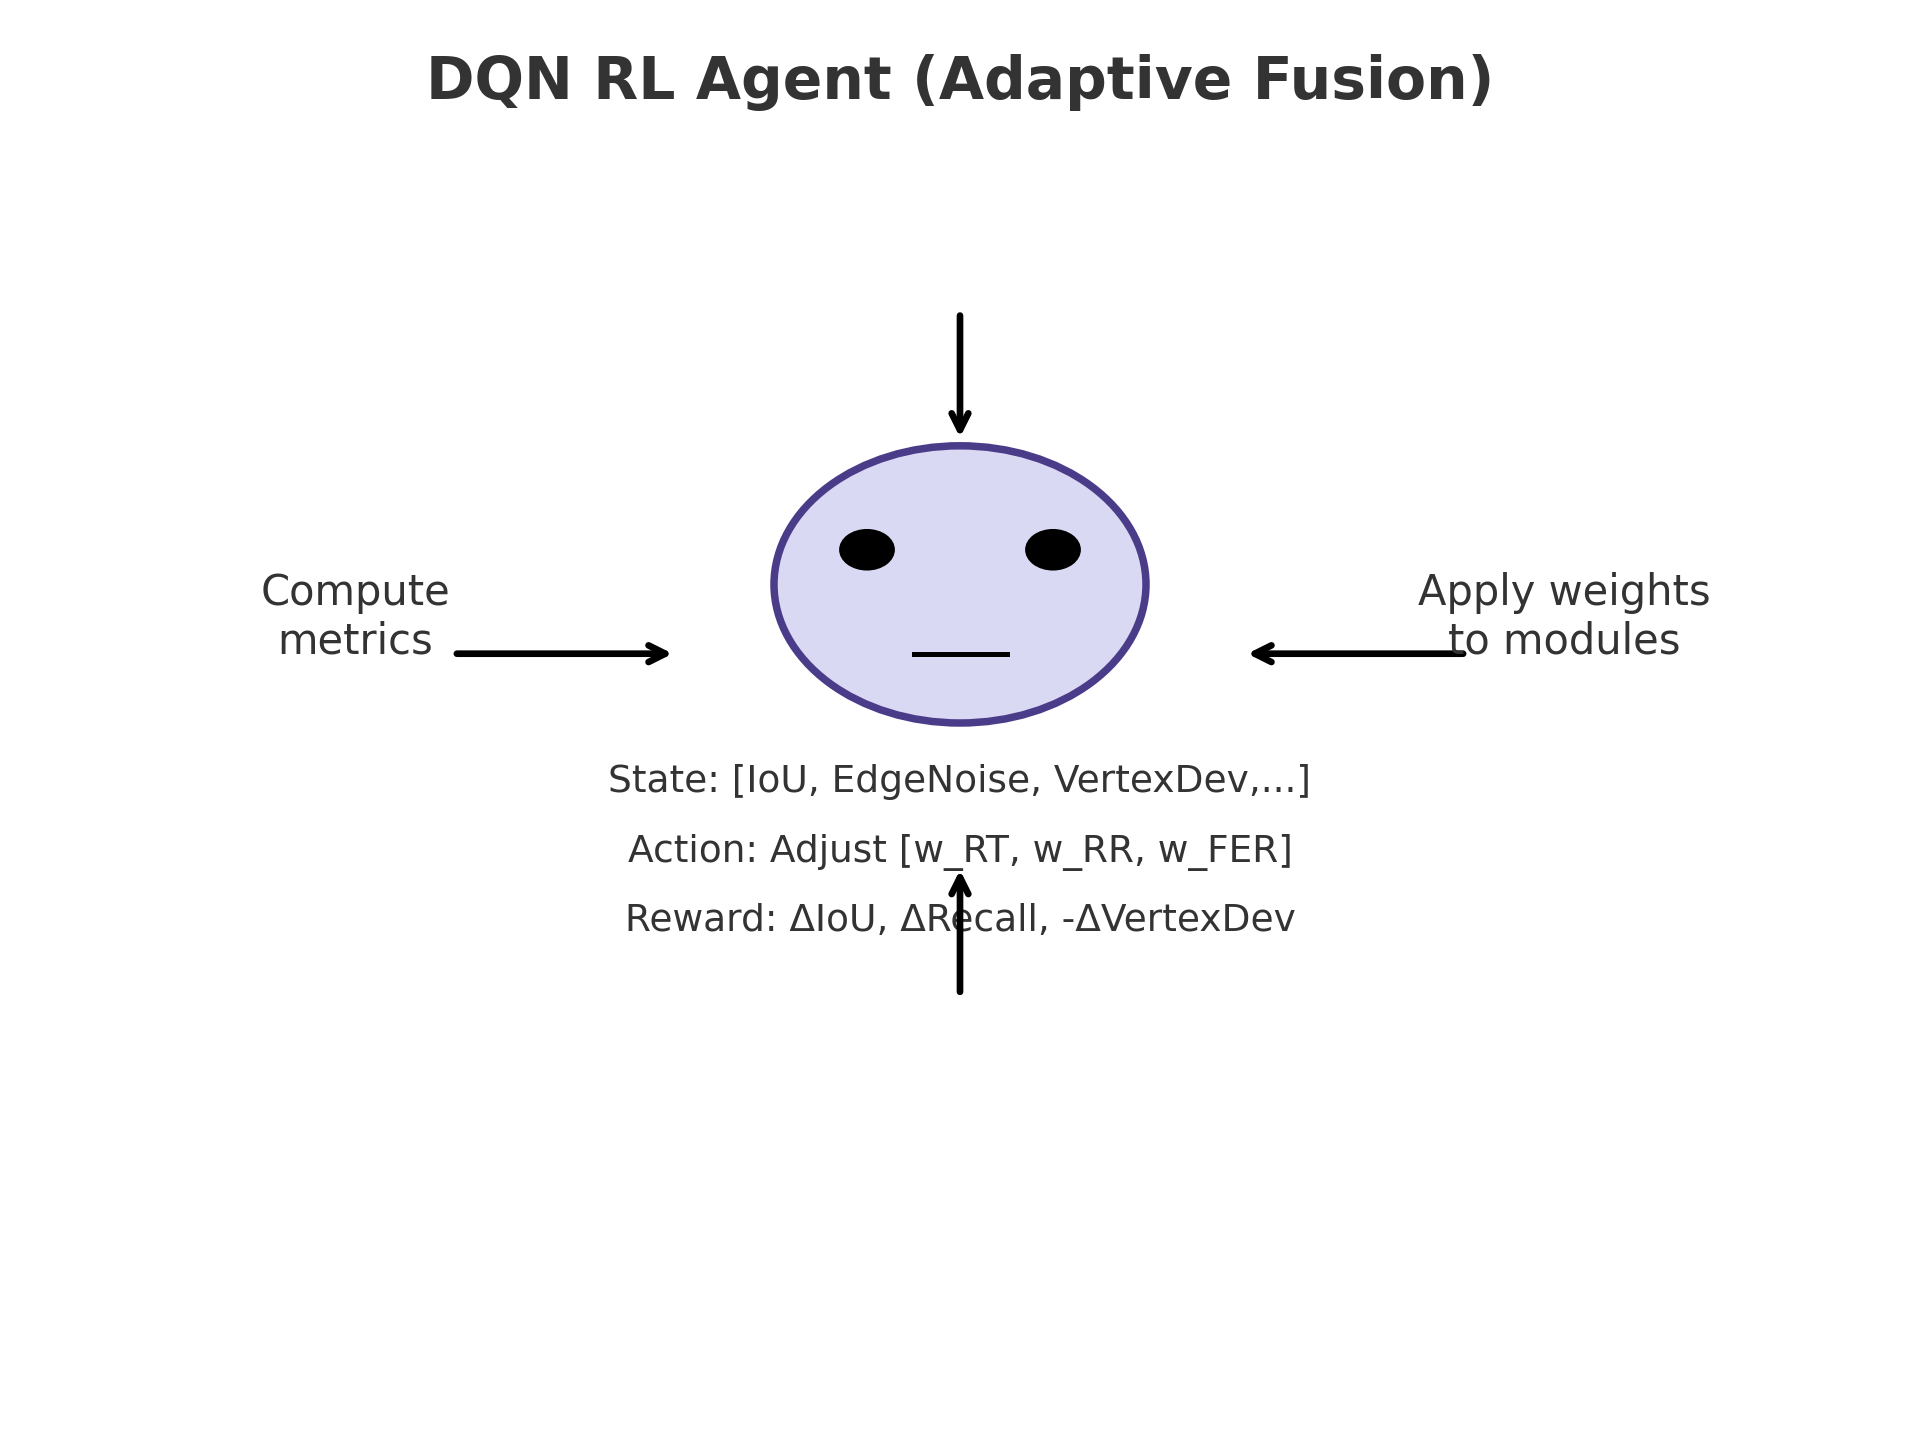 DQN RL Agent (Adaptive Fusion)
Compute
metrics
Apply weights
to modules
State: [IoU, EdgeNoise, VertexDev,...]
Action: Adjust [w_RT, w_RR, w_FER]
Reward: ΔIoU, ΔRecall, -ΔVertexDev